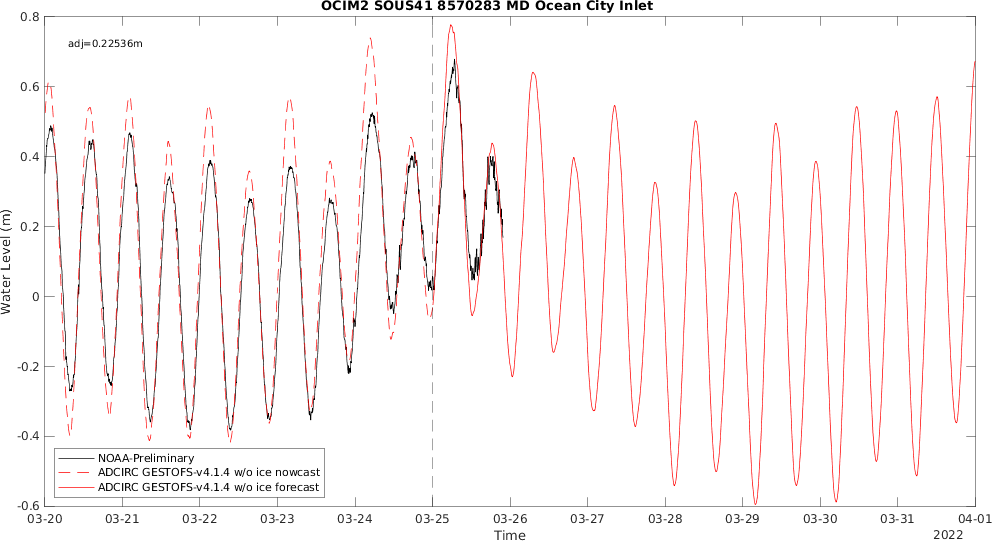 OCIM2 SOUS41 8570283 MD Ocean City Inlet
adj=0.22536m
0.8
0.6
0.4
0.2
0
-0.2
-0.4
-0.6
Water Level (m)
NOAA-Preliminary
ADCIRC GESTOFS-v4.1.4 w/o ice nowcast
ADCIRC GESTOFS-v4.1.4 w/o ice forecast
03-20 03-21 03-22 03-23 03-24 03-25 03-26 03-27 03-28 03-29 03-30 03-31 04-01
Time
2022